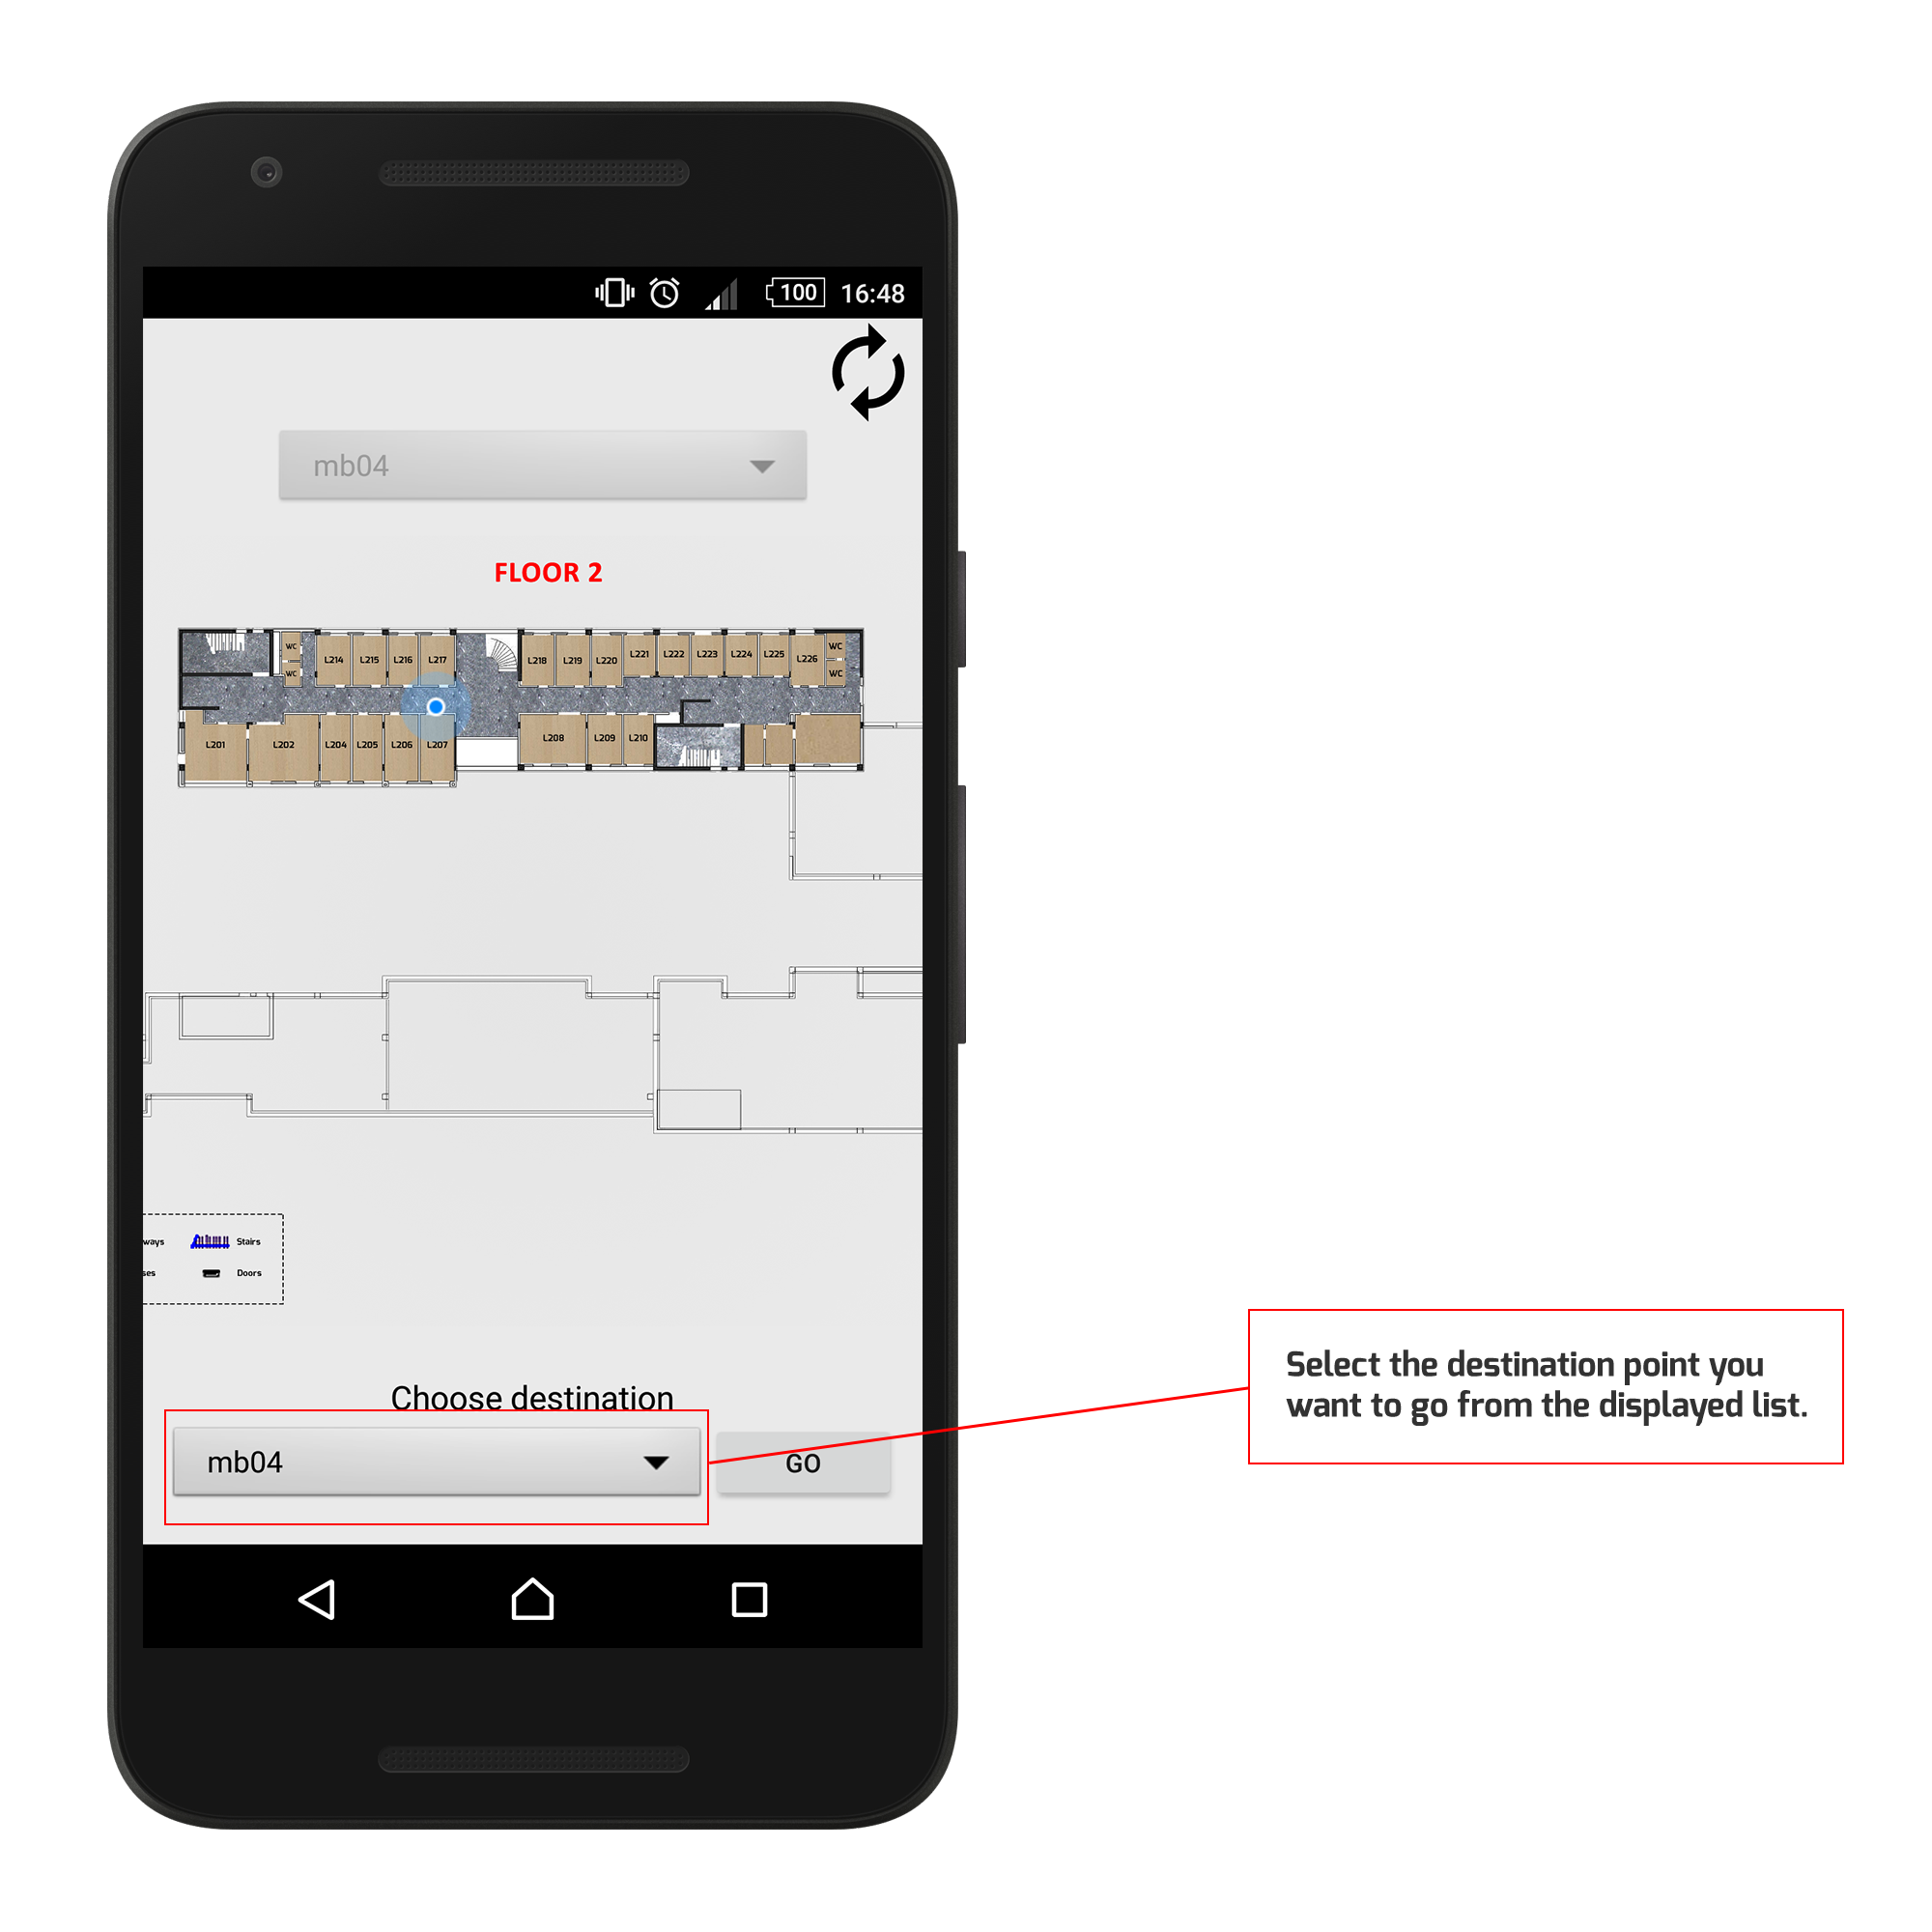 100 16:48
mb04
FLOOR 2
WC L214 L215 L216 L217 L218 L219 L220 L221 L222 L223 L224 L225 L226 WC
WC WC
L201 L202 L204 L205 L206 L207 L208 L209 L210
ways Stairs
ses Doors
Choose destination
mb04 GO
Select the destination point you
want to go from the displayed list.